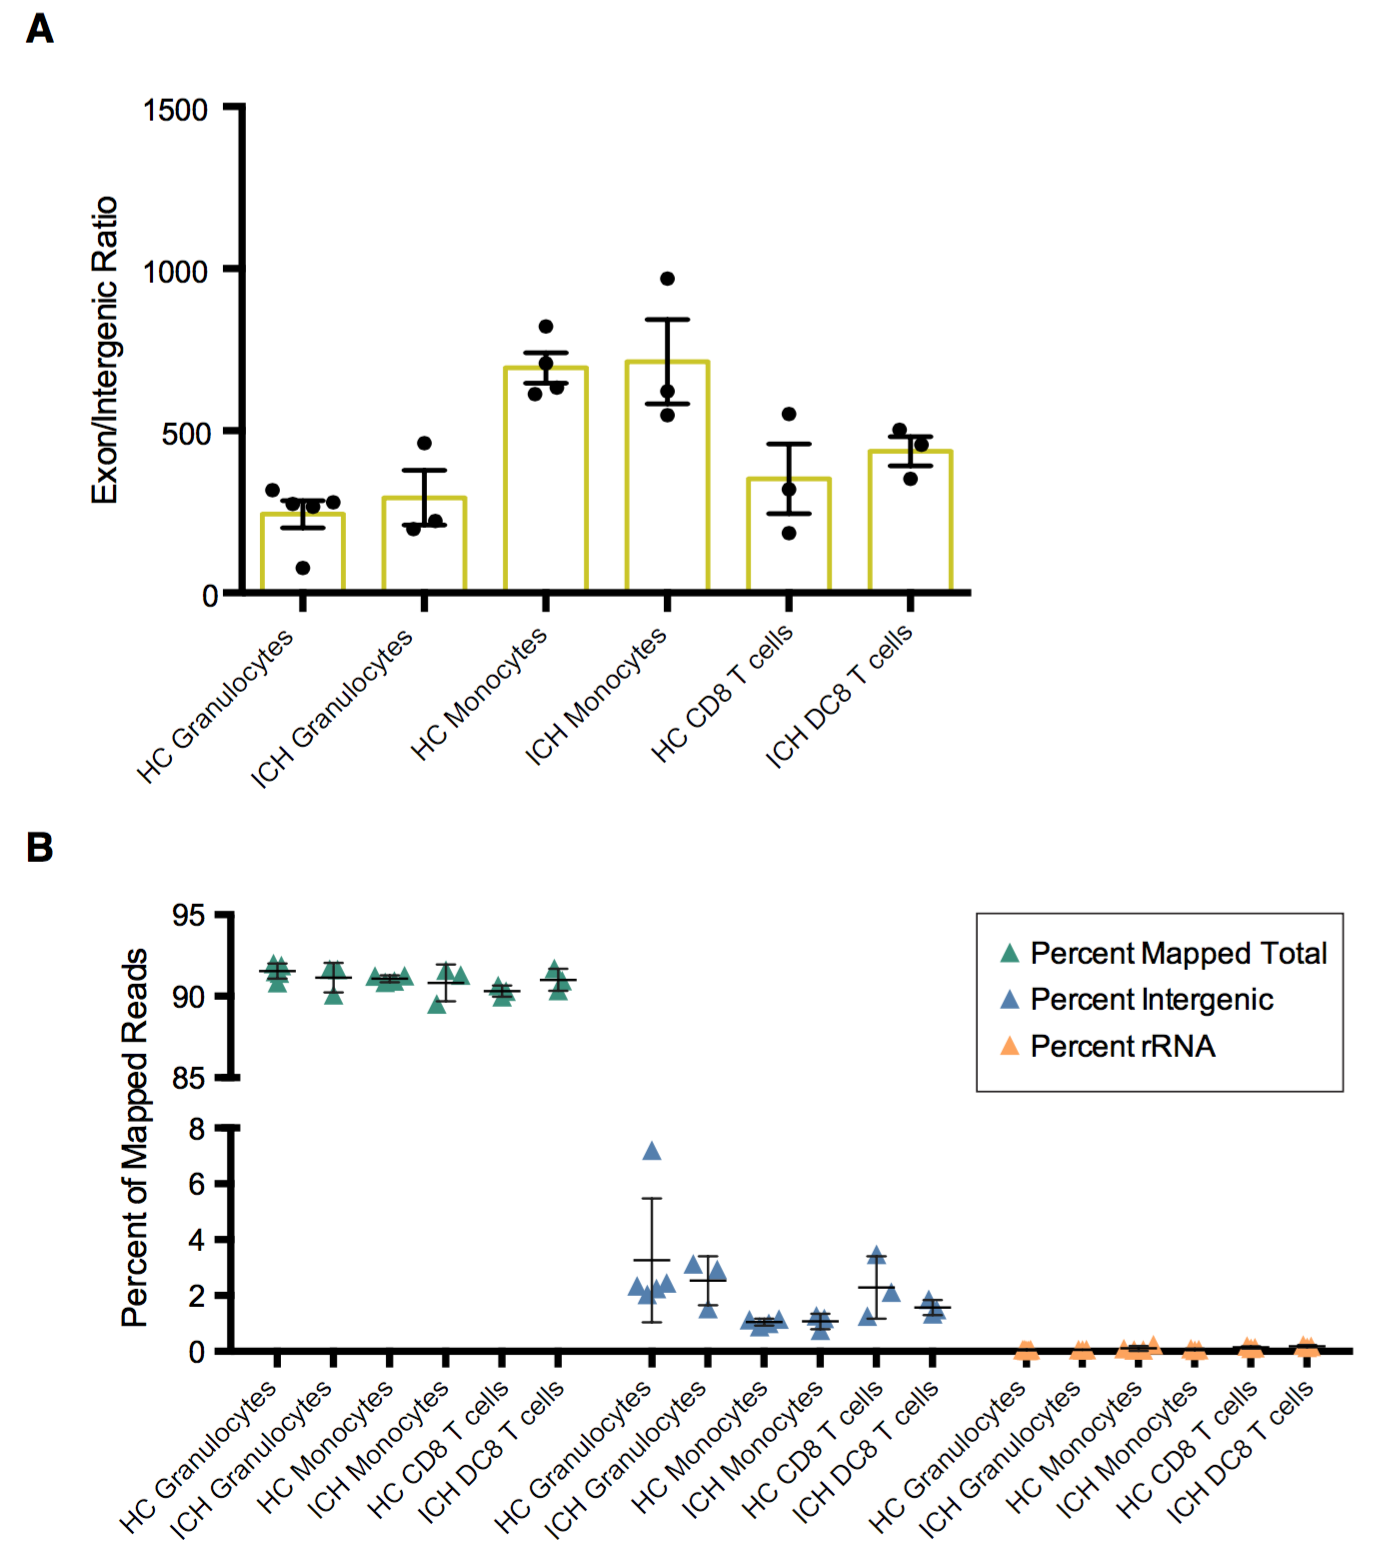 A
1500
1000
500
0
Exon/Intergenic Ratio
HC Granulocytes
ICH Granulocytes
HC Monocytes
ICH Monocytes
HC CD8 T cells
ICH DC8 T cells
B
95
90
85
8
6
4
2
0
Percent of Mapped Reads
Percent Mapped Total
Percent Intergenic
Percent rRNA
HC Granulocytes
ICH Granulocytes
HC Monocytes
ICH Monocytes
HC CD8 T cells
ICH DC8 T cells
HC Granulocytes
ICH Granulocytes
HC Monocytes
ICH Monocytes
HC CD8 T cells
ICH DC8 T cells
HC Granulocytes
ICH Granulocytes
HC Monocytes
ICH Monocytes
HC CD8 T cells
ICH DC8 T cells